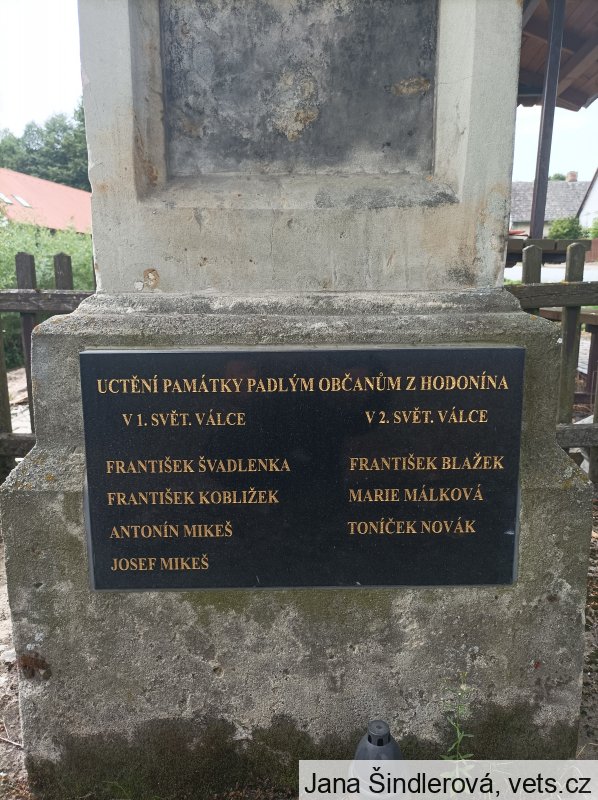 UCTĚNÍ PAMÁTKY PADLÝM OBČANŮM Z HODONÍNA
V 1. SVĚT. VÁLCE
FRANTIŠEK ŠVADLENKA
FRANTIŠEK KOBLIŽEK
ANTONÍN MIKEŠ
JOSEF MIKEŠ
V 2. SVĚT. VÁLCE
FRANTIŠEK BLAŽEK
MARIE MÁLKOVÁ
TONÍČEK NOVÁK
Jana Šindlerová, vets.cz